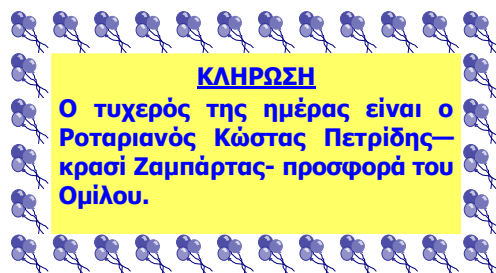 ΚΛΗΡΩΣΗ
Ο τυχερός της ημέρας είναι ο
Ροταριανός Κώστας Πετρίδης—
κρασί Ζαμπάρτας- προσφορά του
Ομίλου.